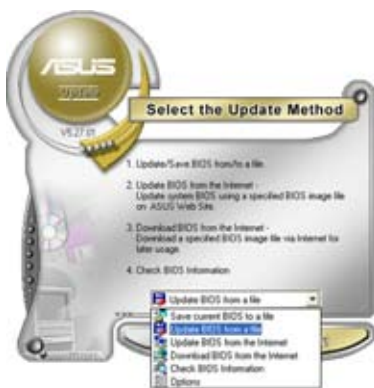 ASUS
Update
V5.27.01
Select the Update Method
1. Update/Save BIOS from/to a file.
2. Update BIOS from the Internet -
Update system BIOS using a specified BIOS image file
on ASUS Web Site.
3. Download BIOS from the Internet -
Download a specified BIOS image file via Internet for
later usage.
4. Check BIOS Information
Update BIOS from a file
Save current BIOS to a file
Update BIOS from a file
Update BIOS from the Internet
Download BIOS from the Internet
Check BIOS Information
Options